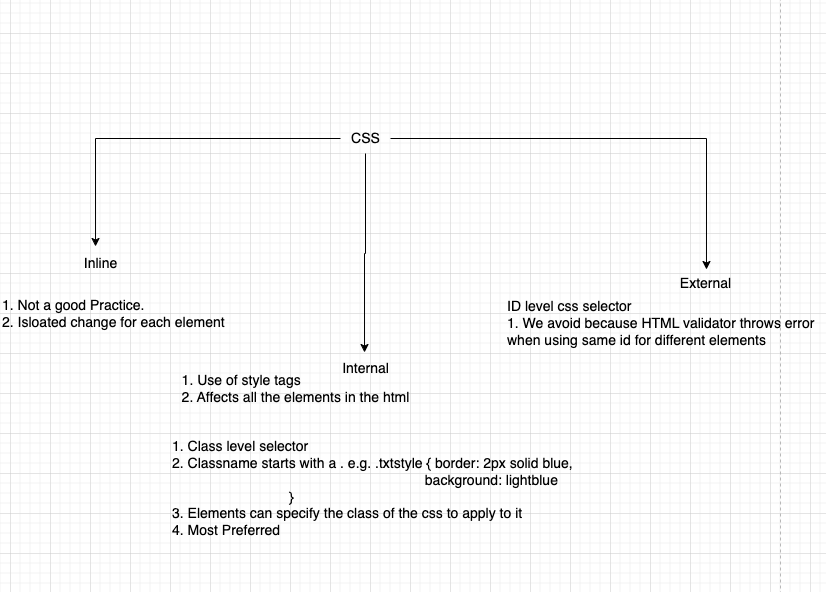 CSS
Inline
1. Not a good Practice.
2. Isloated change for each element
External
ID level css selector
1. We avoid because HTML validator throws error
when using same id for different elements
Internal
1. Use of style tags
2. Affects all the elements in the html
1. Class level selector
2. Classname starts with a . e.g. .txtstyle { border: 2px solid blue,
background: lightblue
}
3. Elements can specify the class of the css to apply to it
4. Most Preferred